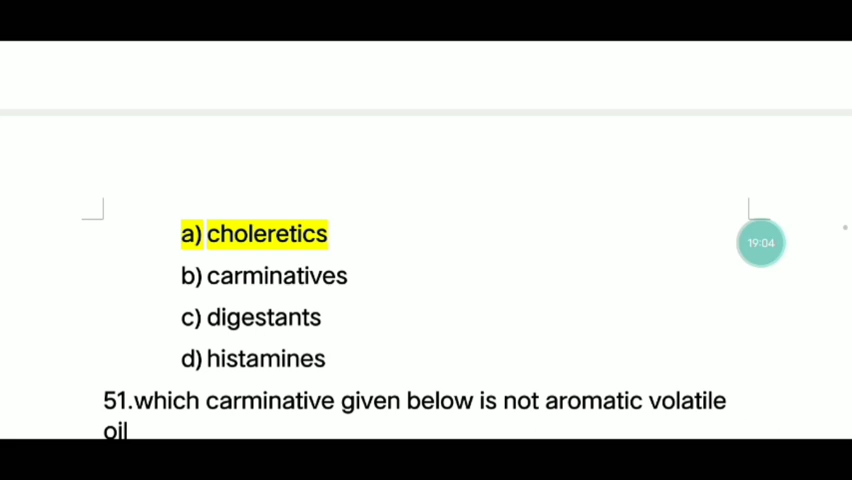 a) choleretics
19:04
b) carminatives
c) digestants
d) histamines
51.which carminative given below is not aromatic volatile
oil